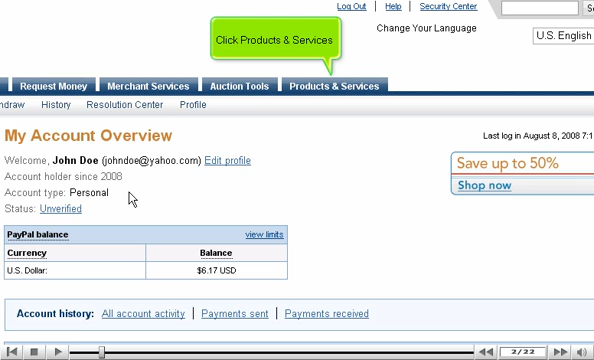 Log Out | Help | Security Center
Change Your Language
U.S. English
Click Products & Services
Request Money Merchant Services Auction Tools Products & Services
hdraw History Resolution Center Profile
My Account Overview
Last log in August 8, 2008 7:1
Welcome, John Doe (johndoe@yahoo.com) Edit profile
Account holder since 2008
Account type: Personal
Status: Unverified
Save up to 50%
Shop now
PayPal balance view limits
Currency Balance
U.S. Dollar: $6.17 USD
Account history: All account activity | Payments sent | Payments received
2/22